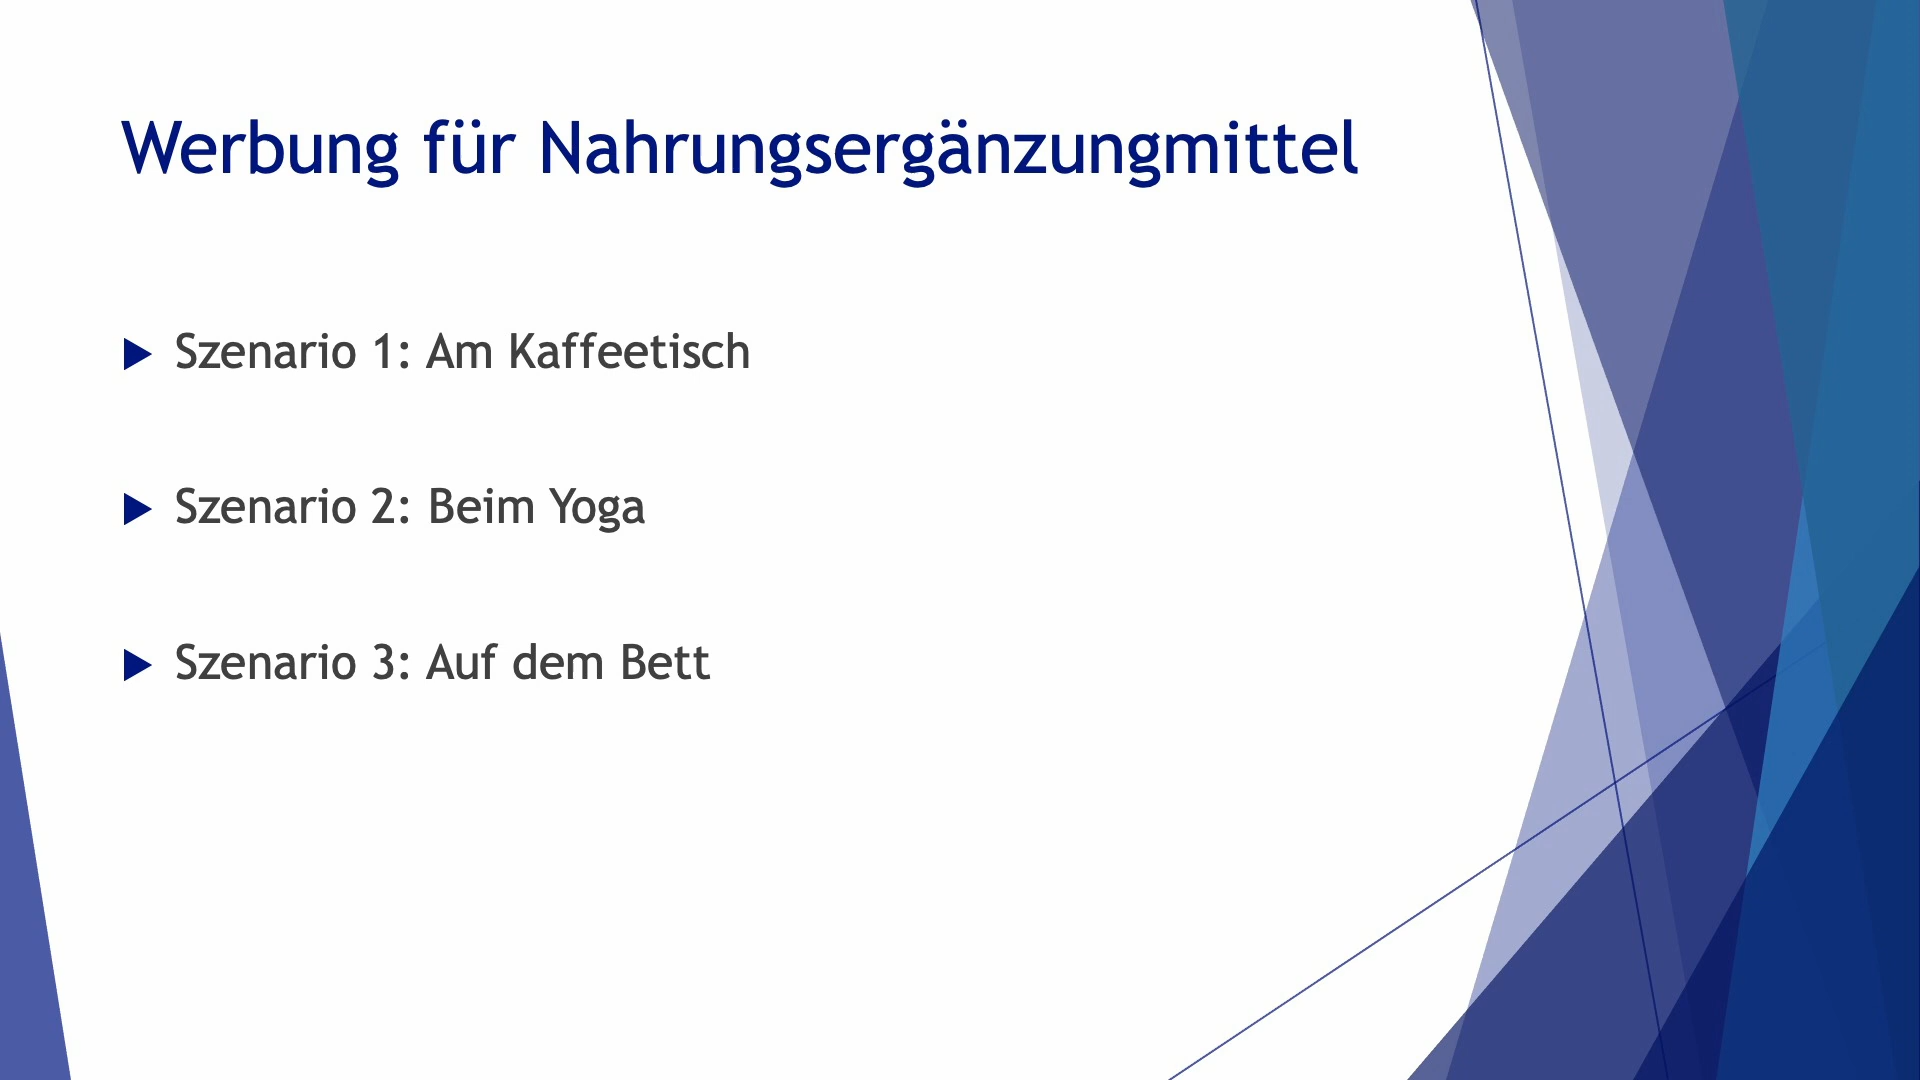 Werbung für Nahrungsergänzungmittel
Szenario 1: Am Kaffeetisch
Szenario 2: Beim Yoga
Szenario 3: Auf dem Bett